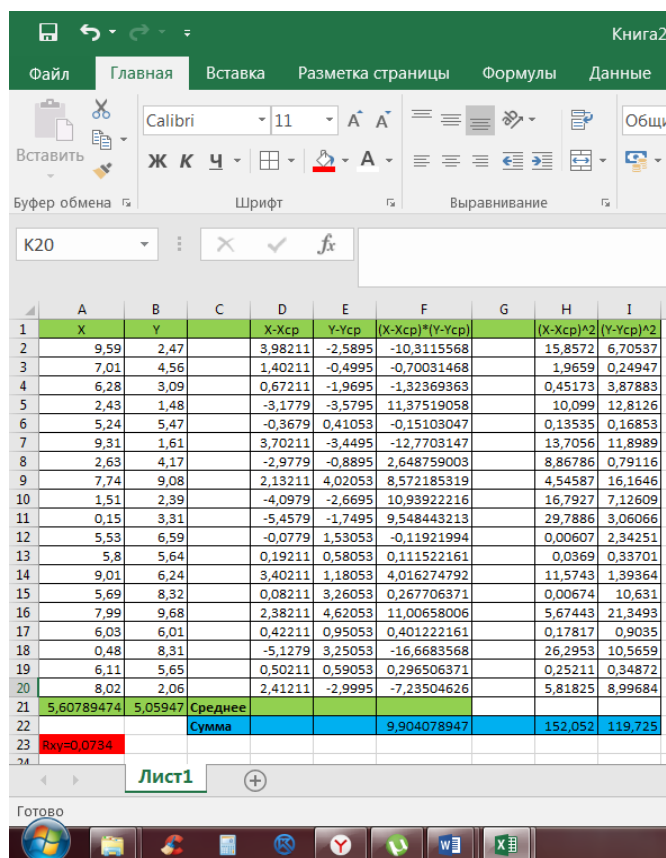 Книга2
Файл Главная Вставка Разметка страницы Формулы Данные
Вставить Calibri 11 A A Общи
Ж К Ч A
Буфер обмена Шрифт Выравнивание
K20 fx
A B C D E F G H I
1 X Y X-Xcp Y-Ycp (X-Xcp)*(Y-Ycp) (X-Xcp)^2 (Y-Ycp)^2
2 9,59 2,47 3,98211 -2,5895 -10,3115568 15,8572 6,70537
3 7,01 4,56 1,40211 -0,4995 -0,70031468 1,9659 0,24947
4 6,28 3,09 0,67211 -1,9695 -1,32369363 0,45173 3,87883
5 2,43 1,48 -3,1779 -3,5795 11,37519058 10,099 12,8126
6 5,24 5,47 -0,3679 0,41053 -0,15103047 0,13535 0,16853
7 9,31 1,61 3,70211 -3,4495 -12,7703147 13,7056 11,8989
8 2,63 4,17 -2,9779 -0,8895 2,648759003 8,86786 0,79116
9 7,74 9,08 2,13211 4,02053 8,572185319 4,54587 16,1646
10 1,51 2,39 -4,0979 -2,6695 10,93922216 16,7927 7,12609
11 0,15 3,31 -5,4579 -1,7495 9,548443213 29,7886 3,06066
12 5,53 6,59 -0,0779 1,53053 -0,11921994 0,00607 2,34251
13 5,8 5,64 0,19211 0,58053 0,111522161 0,0369 0,33701
14 9,01 6,24 3,40211 1,18053 4,016274792 11,5743 1,39364
15 5,69 8,32 0,08211 3,26053 0,267706371 0,00674 10,631
16 7,99 9,68 2,38211 4,62053 11,00658006 5,67443 21,3493
17 6,03 6,01 0,42211 0,95053 0,401222161 0,17817 0,9035
18 0,48 8,31 -5,1279 3,25053 -16,6683568 26,2953 10,5659
19 6,11 5,65 0,50211 0,59053 0,296506371 0,25211 0,34872
20 8,02 2,06 2,41211 -2,9995 -7,23504626 5,81825 8,99684
21 5,60789474 5,05947 Среднее
22 Сумма 9,904078947 152,052 119,725
23 Rxy=0,0734
24
Лист1
Готово